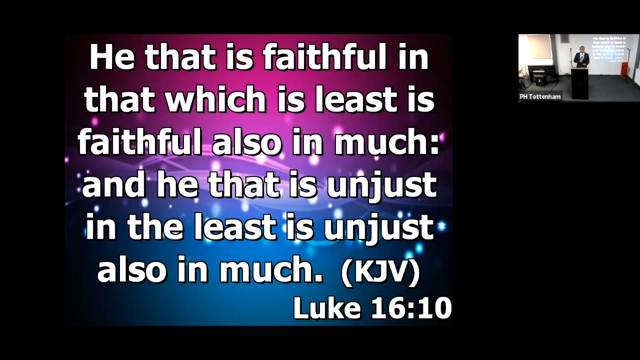 He that is faithful in
that which is least is
faithful also in much:
and he that is unjust
in the least is unjust
also in much. (KJV)
Luke 16:10
PH Tottenham